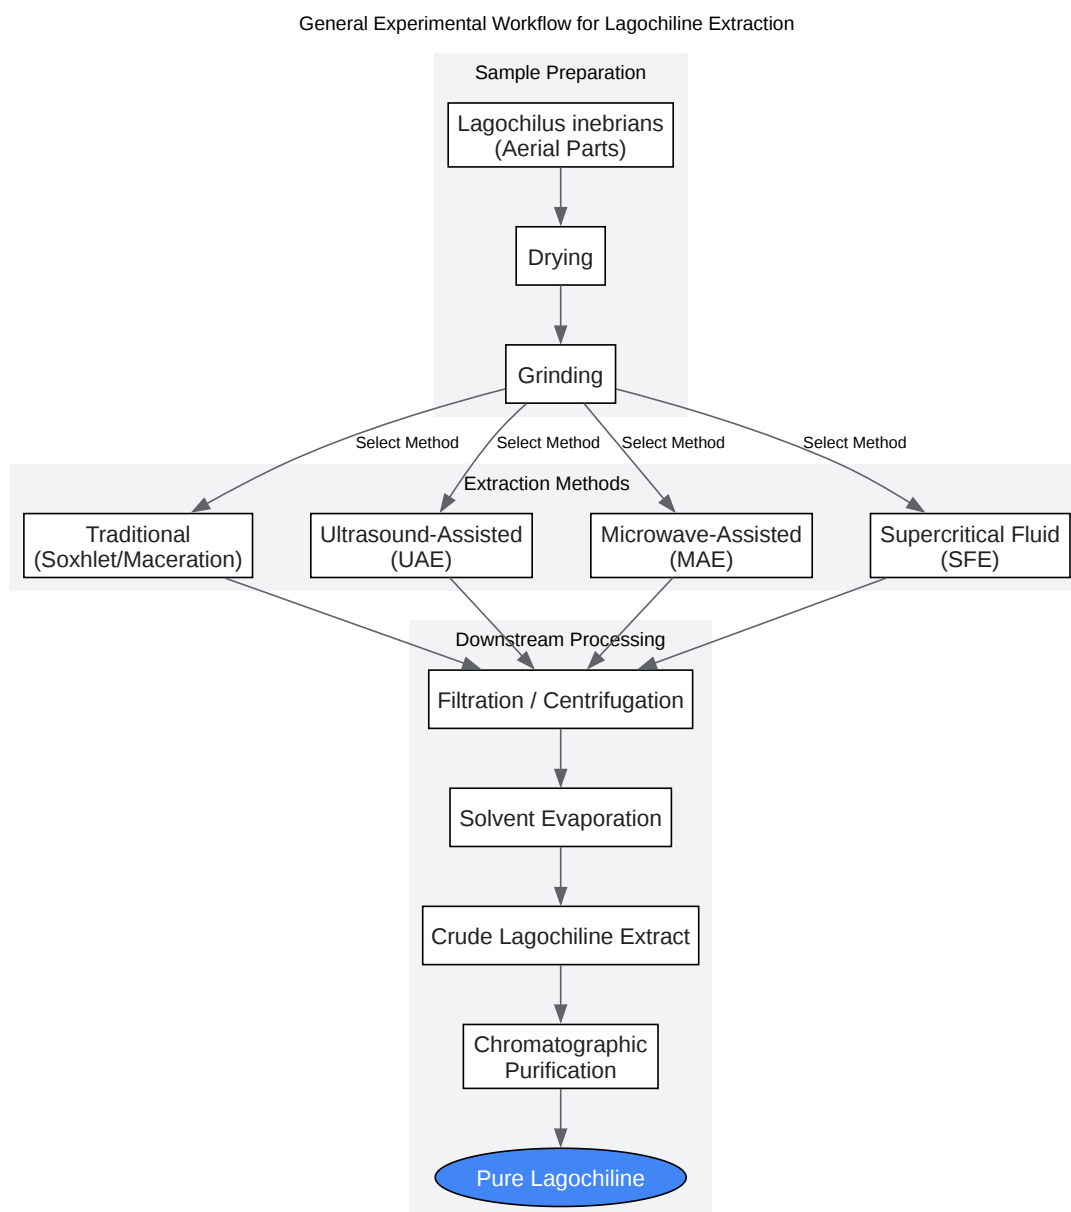 General Experimental Workflow for Lagochiline Extraction
Sample Preparation
Lagochilus inebrians
(Aerial Parts)
Drying
Grinding
Select Method
Select Method
Select Method
Select Method
Extraction Methods
Traditional
(Soxhlet/Maceration)
Ultrasound-Assisted
(UAE)
Microwave-Assisted
(MAE)
Supercritical Fluid
(SFE)
Downstream Processing
Filtration / Centrifugation
Solvent Evaporation
Crude Lagochiline Extract
Chromatographic
Purification
Pure Lagochiline